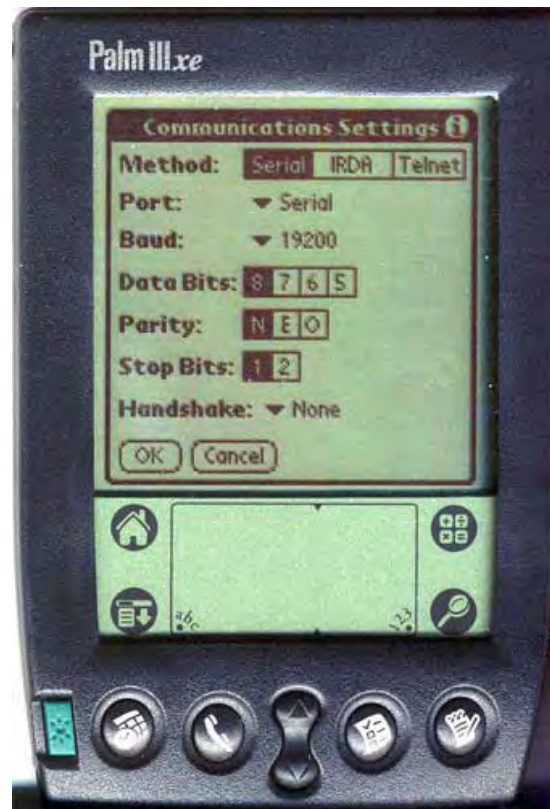 Palm IIIxe
Communications Settings i
Method: Serial IRDA Telnet
Port: Serial
Baud: 19200
Data Bits: 8 7 6 5
Parity: N E O
Stop Bits: 1 2
Handshake: None
OK Cancel
abc 123